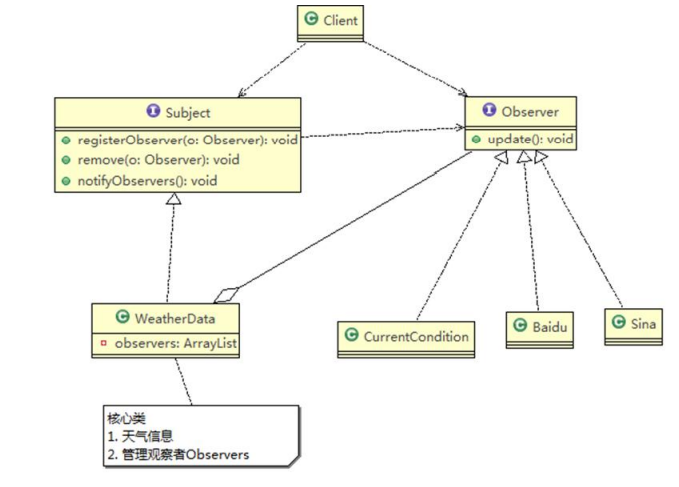 Client
Subject
registerObserver(o: Observer): void
remove(o: Observer): void
notifyObservers(): void
Observer
update(): void
WeatherData
observers: ArrayList
CurrentCondition
Baidu
Sina
核心类
1. 天气信息
2. 管理观察者Observers